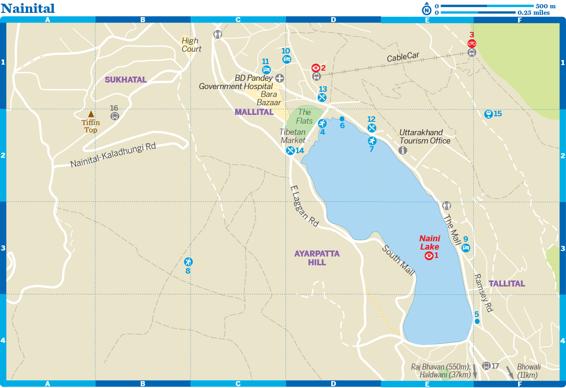 Nainital
0 500 m
0 0.25 miles
A B C D E F
1
High
Court
10
11
2
3
CableCar
SUKHATAL
BD Pandey
Government Hospital
Bara
Bazaar
13
MALLITAL
16
Tiffin
Top
The
Flats
4
6
12
7
15
Uttarakhand
Tourism Office
Tibetan
Market
14
2
Nainital-Kaladhungi Rd
E Laggan Rd
The Mall
3
Naini
Lake
1
9
AYARPATTA
HILL
South Mall
8
TALLITAL
Ramsey Rd
5
4
Raj Bhavan (550m);
Haldwani (37km)
17
Bhowali
(11km)
A B C D E F